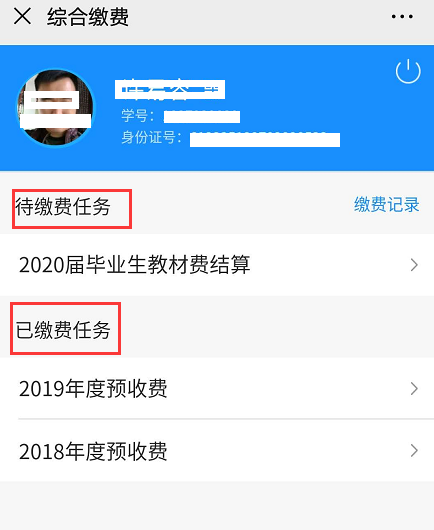 综合缴费
学号：
身份证号：
待缴费任务
缴费记录
2020届毕业生教材费结算
已缴费任务
2019年度预收费
2018年度预收费